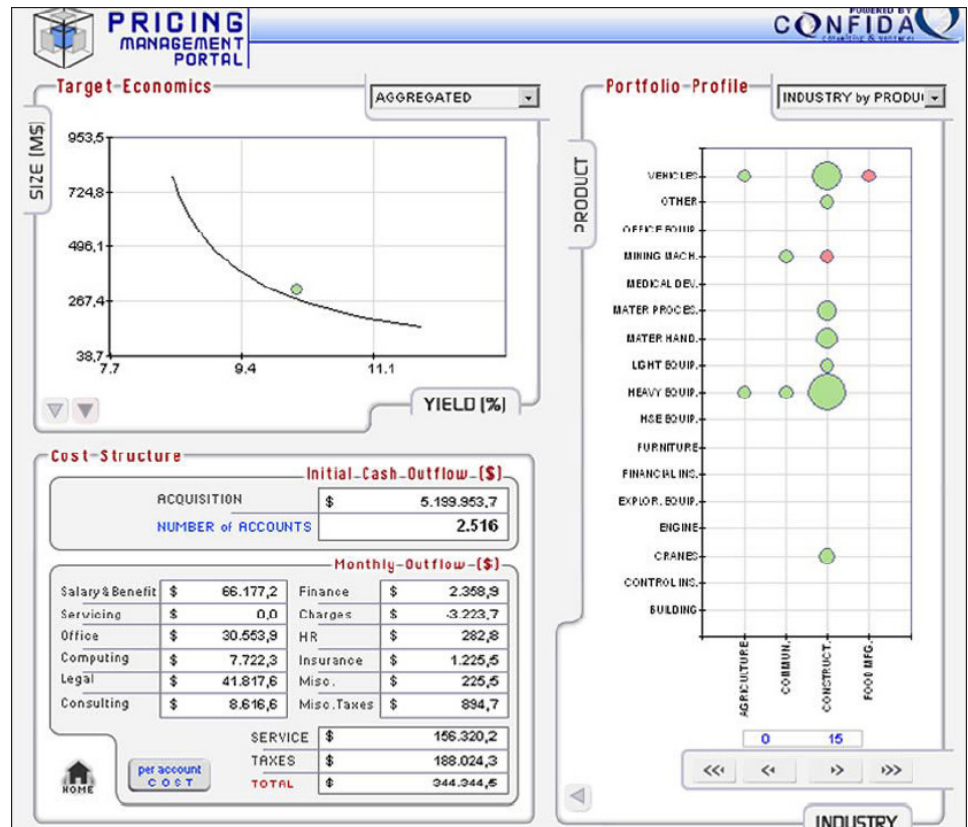 PRICING
MANAGEMENT
PORTAL
POWERED BY
CONFIDA
Target-Economics
AGGREGATED
SIZE (M$)
953,5
724,8
496,1
267,4
38,7
7.7
9.4
11.1
YIELD (%)
Portfolio-Profile
INDUSTRY by PRODU
PRODUCT
VEHICLES
OTHER
OFFICE EQUIP.
MINING MACH.
MEDICAL DEV.
MATER PROCES.
MATER HAND.
LGHT EQUIP.
HEAVY EQUIP.
H&E EQUIP.
FURNITURE
FINANCIAL INS.
EXPLOR. EQUIP.
ENGINE
CRANES
CONTROL INS.
BUILDING
AGRICULTURE
COMMUN.
CONSTRUCT.
FOOD MFG.
0 15
<<< << >> >>>
INDUSTRY
Cost-Structure
Initial-Cash-Outflow-($)
ACQUISITION $ 5.199.953,7
NUMBER of ACCOUNTS 2.516
Monthly-Outflow-($)
Salary & Benefit $ 66.177,2 Finance $ 2.358,9
Servicing $ 0,0 Charges $ -3.223,7
Office $ 30.553,9 HR $ 282,8
Computing $ 7.722,3 Insurance $ 1.225,5
Legal $ 41.817,6 Misc. $ 225,5
Consulting $ 8.616,6 Misc.Taxes $ 894,7
SERVICE $ 156.320,2
TAXES $ 188.024,3
TOTAL $ 344.344,5
HOME
per account
COST